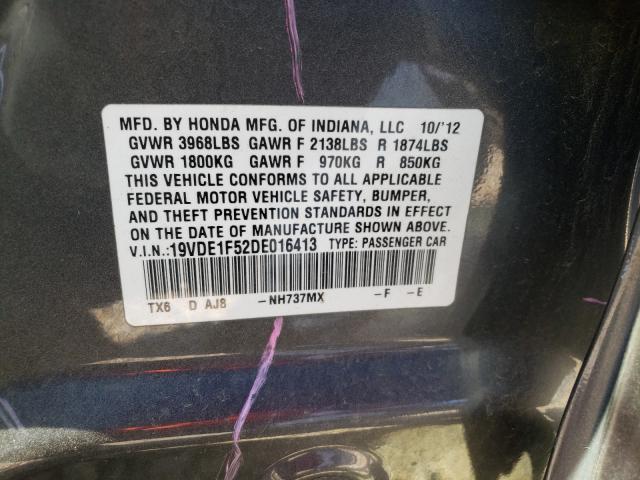 MFD. BY HONDA MFG. OF INDIANA, LLC 10/'12
GVWR 3968LBS GAWR F 2138LBS R 1874LBS
GVWR 1800KG GAWR F 970KG R 850KG
THIS VEHICLE CONFORMS TO ALL APPLICABLE
FEDERAL MOTOR VEHICLE SAFETY, BUMPER,
AND THEFT PREVENTION STANDARDS IN EFFECT
ON THE DATE OF MANUFACTURE SHOWN ABOVE.
V.I.N.:19VDE1F52DE016413 TYPE: PASSENGER CAR
TX6 D AJ8 -NH737MX -F -E